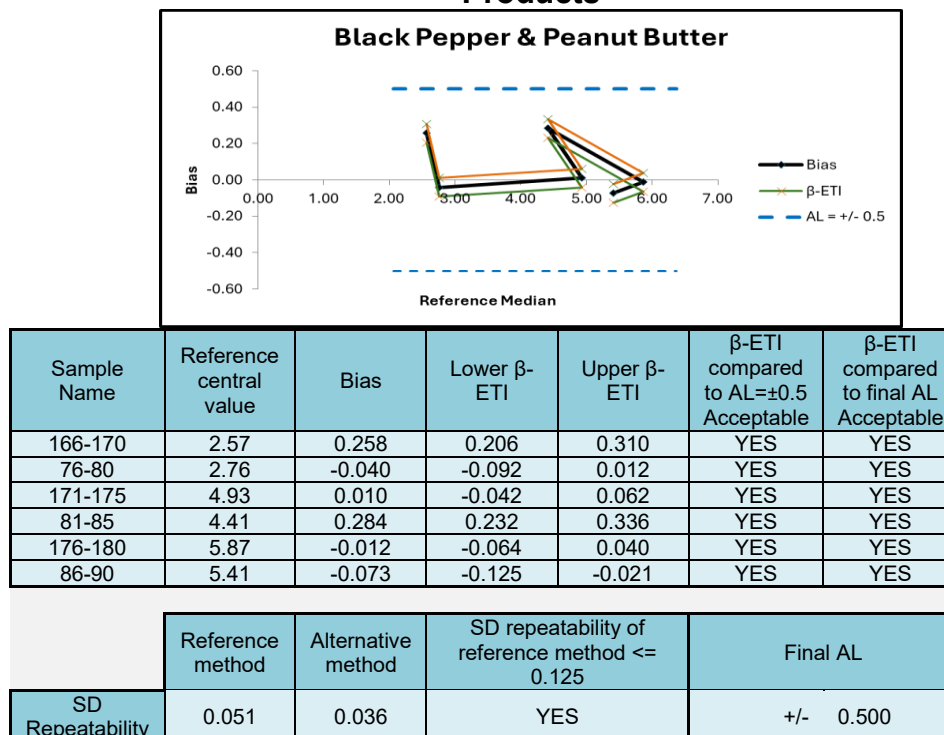 Products
Black Pepper & Peanut Butter
0.60
0.40
0.20
0.00
-0.20
-0.40
-0.60
Bias
0.00 1.00 2.00 3.00 4.00 5.00 6.00 7.00
Reference Median
Bias
β-ETI
AL = +/- 0.5
Sample Name Reference central value Bias Lower β-ETI Upper β-ETI β-ETI compared to AL=±0.5 Acceptable β-ETI compared to final AL Acceptable
166-170 2.57 0.258 0.206 0.310 YES YES
76-80 2.76 -0.040 -0.092 0.012 YES YES
171-175 4.93 0.010 -0.042 0.062 YES YES
81-85 4.41 0.284 0.232 0.336 YES YES
176-180 5.87 -0.012 -0.064 0.040 YES YES
86-90 5.41 -0.073 -0.125 -0.021 YES YES
Reference method Alternative method SD repeatability of reference method <= 0.125 Final AL
SD Repeatability 0.051 0.036 YES +/- 0.500